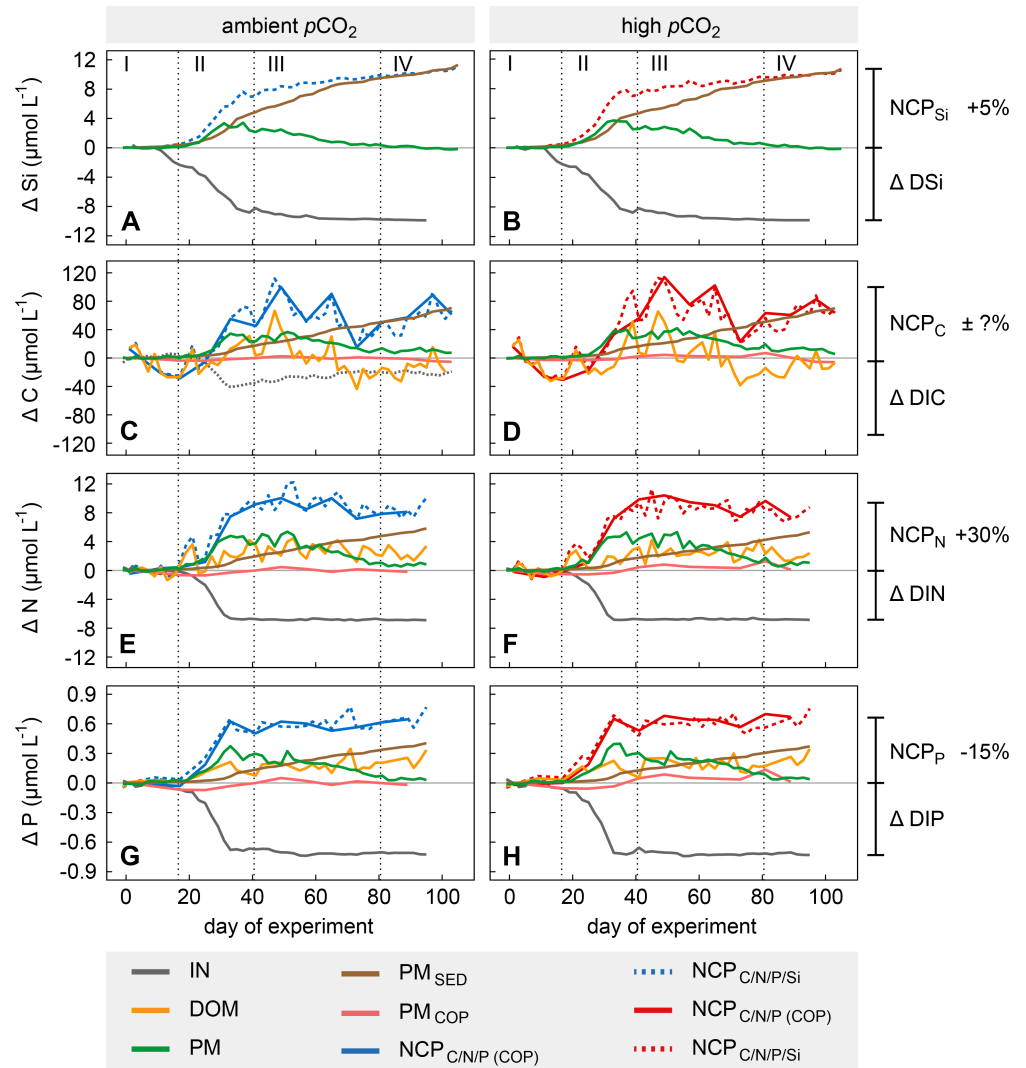 ambient pCO2 high pCO2
12 I II III IV I II III IV
8
4
0
-4
-8
-12
Δ Si (µmol L-1)
A B
NCPSi +5%
Δ DSi
120
80
40
0
-40
-80
-120
Δ C (µmol L-1)
C D
NCPC ± ?%
Δ DIC
12
8
4
0
-4
-8
-12
Δ N (µmol L-1)
E F
NCPN +30%
Δ DIN
0.9
0.6
0.3
0.0
-0.3
-0.6
-0.9
Δ P (µmol L-1)
G H
NCPP -15%
Δ DIP
0 20 40 60 80 100 0 20 40 60 80 100
day of experiment day of experiment
IN PMSED NCPC/N/P/Si
DOM PMCOP NCPC/N/P (COP)
PM NCPC/N/P (COP) NCPC/N/P/Si